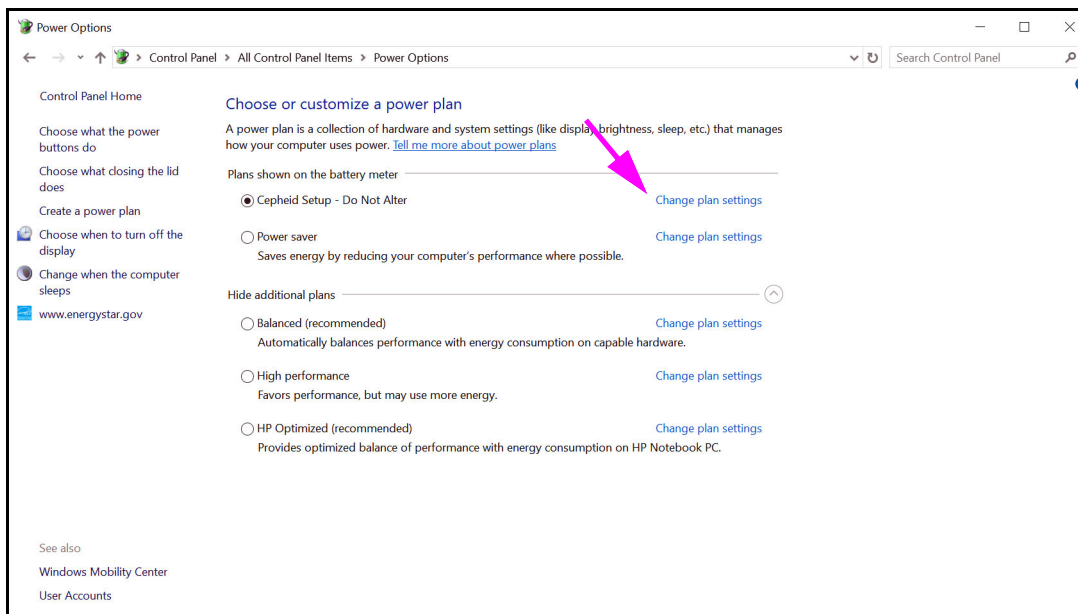 Power Options
Control Panel > All Control Panel Items > Power Options
Search Control Panel
Control Panel Home
Choose what the power
buttons do
Choose what closing the lid
does
Create a power plan
Choose when to turn off the
display
Change when the computer
sleeps
www.energystar.gov
Choose or customize a power plan
A power plan is a collection of hardware and system settings (like display brightness, sleep, etc.) that manages
how your computer uses power. Tell me more about power plans
Plans shown on the battery meter
Cepheid Setup - Do Not Alter Change plan settings
Power saver Change plan settings
Saves energy by reducing your computer's performance where possible.
Hide additional plans
Balanced (recommended) Change plan settings
Automatically balances performance with energy consumption on capable hardware.
High performance Change plan settings
Favors performance, but may use more energy.
HP Optimized (recommended) Change plan settings
Provides optimized balance of performance with energy consumption on HP Notebook PC.
See also
Windows Mobility Center
User Accounts